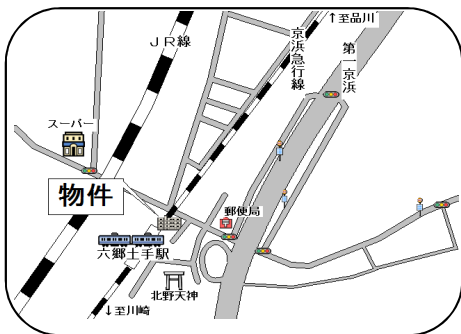 ↑至品川
JR線
京浜急行線
第一京浜
スーパー
物件
郵便局
六郷土手駅
北野天神
↓至川崎